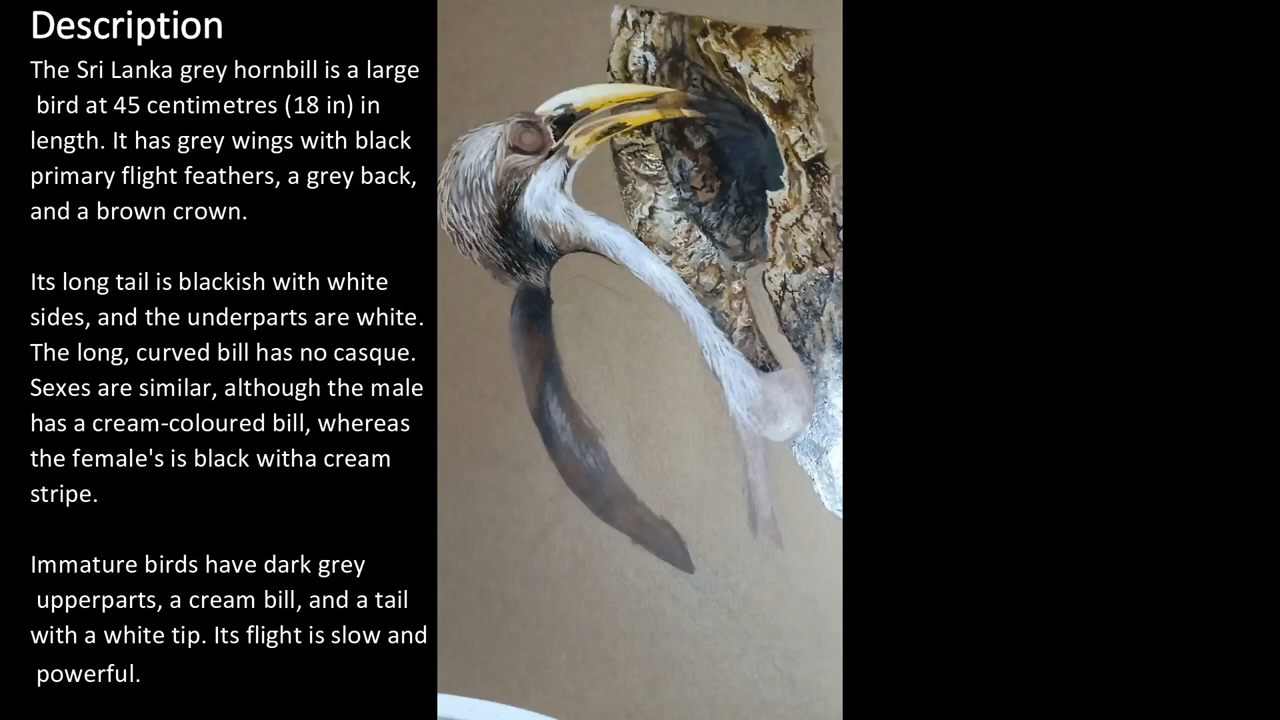 Description
The Sri Lanka grey hornbill is a large
bird at 45 centimetres (18 in) in
length. It has grey wings with black
primary flight feathers, a grey back,
and a brown crown.
Its long tail is blackish with white
sides, and the underparts are white.
The long, curved bill has no casque.
Sexes are similar, although the male
has a cream-coloured bill, whereas
the female's is black witha cream
stripe.
Immature birds have dark grey
upperparts, a cream bill, and a tail
with a white tip. Its flight is slow and
powerful.